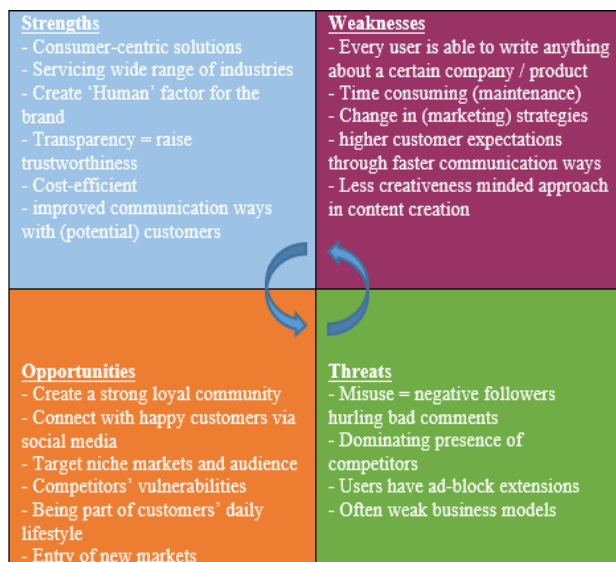 Strengths
- Consumer-centric solutions
- Servicing wide range of industries
- Create ‘Human’ factor for the
brand
- Transparency = raise
trustworthiness
- Cost-efficient
- improved communication ways
with (potential) customers
Weaknesses
- Every user is able to write anything
about a certain company / product
- Time consuming (maintenance)
- Change in (marketing) strategies
- higher customer expectations
through faster communication ways
- Less creativeness minded approach
in content creation
Opportunities
- Create a strong loyal community
- Connect with happy customers via
social media
- Target niche markets and audience
- Competitors’ vulnerabilities
- Being part of customers’ daily
lifestyle
- Entry of new markets
Threats
- Misuse = negative followers
hurling bad comments
- Dominating presence of
competitors
- Users have ad-block extensions
- Often weak business models